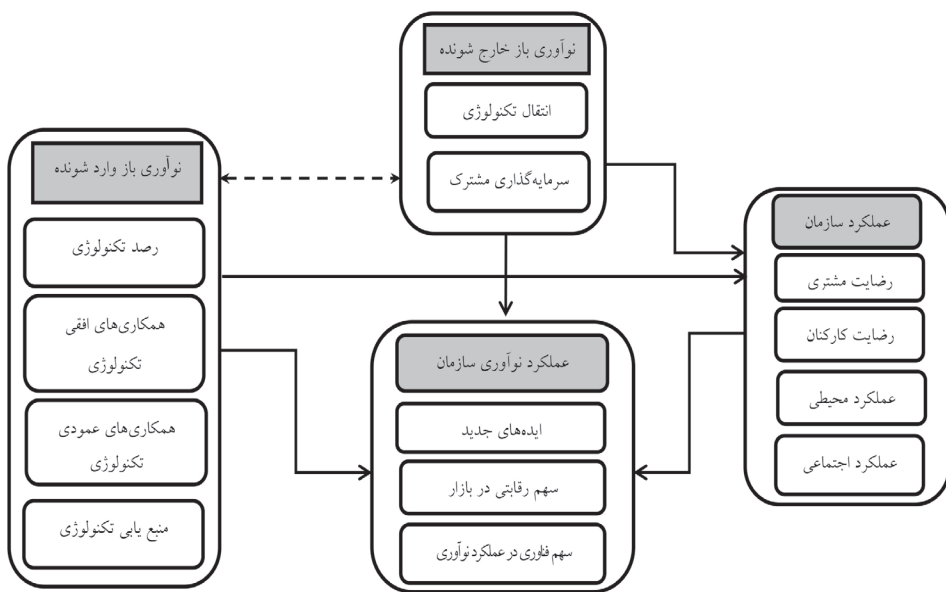 نوآوری باز خارج شونده
انتقال تکنولوژی
سرمایه‌گذاری مشترک
نوآوری باز وارد شونده
رصد تکنولوژی
همکاری‌های افقی
تکنولوژی
همکاری‌های عمودی
تکنولوژی
منبع یابی تکنولوژی
عملکرد سازمان
رضایت مشتری
رضایت کارکنان
عملکرد محیطی
عملکرد اجتماعی
عملکرد نوآوری سازمان
ایده‌های جدید
سهم رقابتی در بازار
سهم فناوری در عملکرد نوآوری